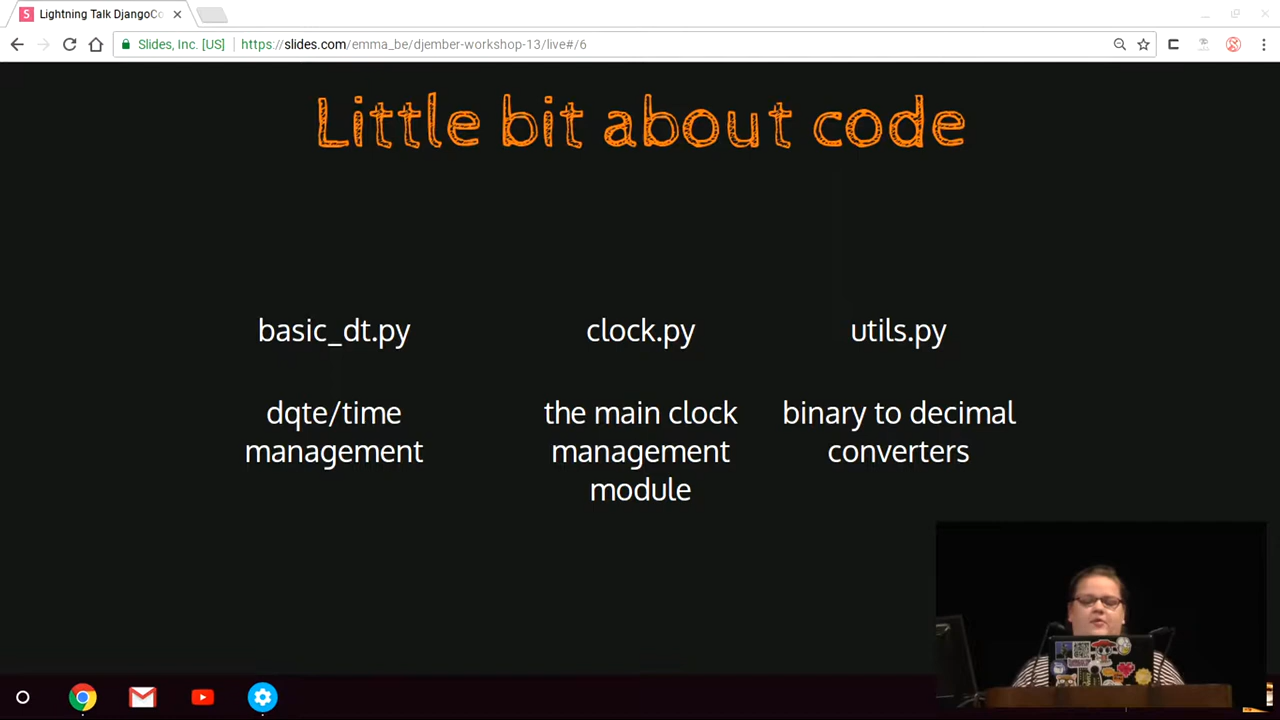 Lightning Talk DjangoCo
Slides, Inc. [US]
https://slides.com/emma_be/djember-workshop-13/live#/6
Little bit about code
basic_dt.py
dqte/time
management
clock.py
the main clock
management
module
utils.py
binary to decimal
converters